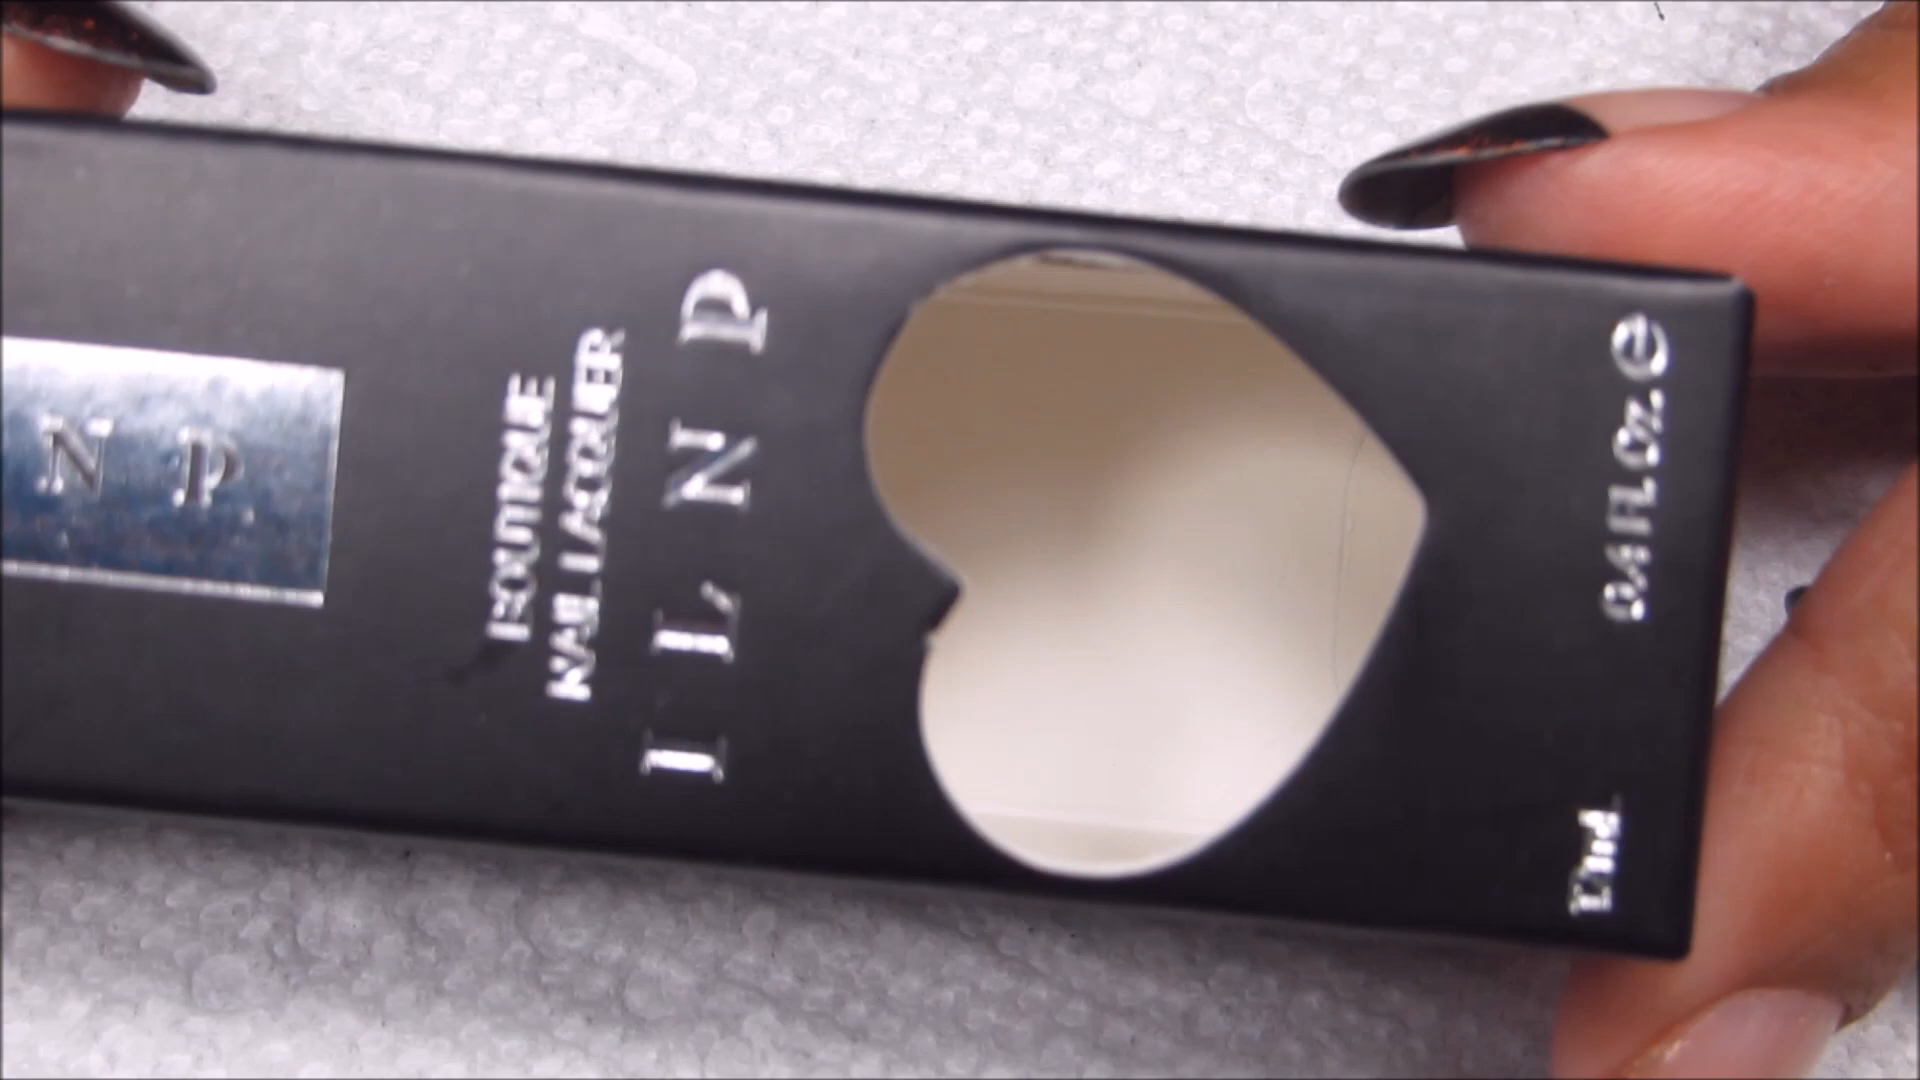 N P
BOUTIQUE
NAIL LACQUER
I L N P
0.4 FL Oz. e
12ml